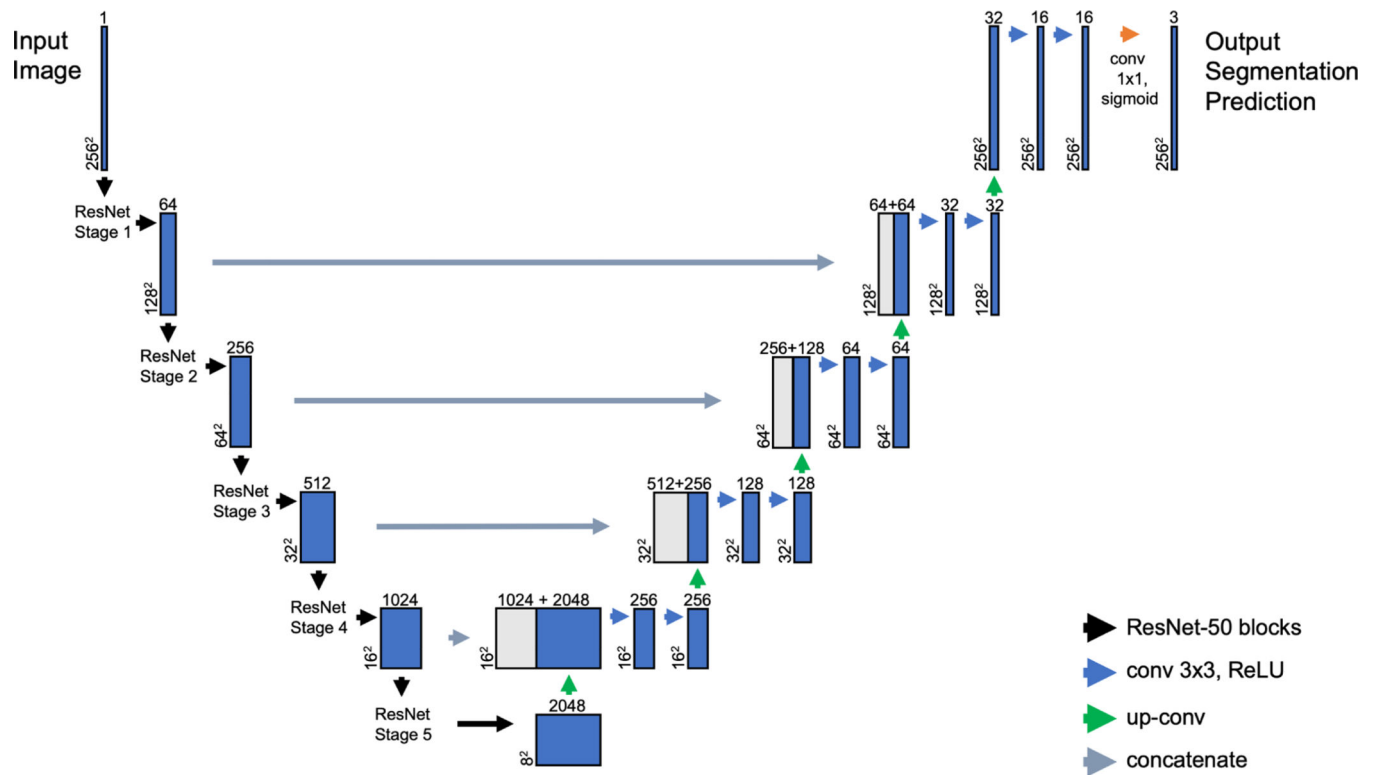 Input
Image
1
256²
ResNet
Stage 1
64
128²
ResNet
Stage 2
256
64²
ResNet
Stage 3
512
32²
ResNet
Stage 4
1024
16²
ResNet
Stage 5
2048
8²
1024 + 2048
16²
256
16²
256
16²
512+256
32²
128
32²
128
32²
256+128
64²
64
64²
64
64²
64+64
128²
32
128²
32
128²
32
256²
16
256²
16
256²
conv
1x1,
sigmoid
3
256²
Output
Segmentation
Prediction
ResNet-50 blocks
conv 3x3, ReLU
up-conv
concatenate